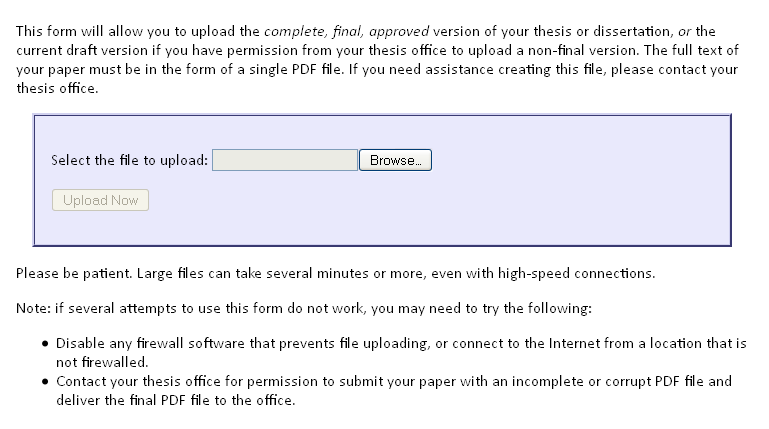 This form will allow you to upload the complete, final, approved version of your thesis or dissertation, or the
current draft version if you have permission from your thesis office to upload a non-final version. The full text of
your paper must be in the form of a single PDF file. If you need assistance creating this file, please contact your
thesis office.
Select the file to upload: Browse...
Upload Now
Please be patient. Large files can take several minutes or more, even with high-speed connections.
Note: if several attempts to use this form do not work, you may need to try the following:
• Disable any firewall software that prevents file uploading, or connect to the Internet from a location that is
not firewalled.
• Contact your thesis office for permission to submit your paper with an incomplete or corrupt PDF file and
deliver the final PDF file to the office.